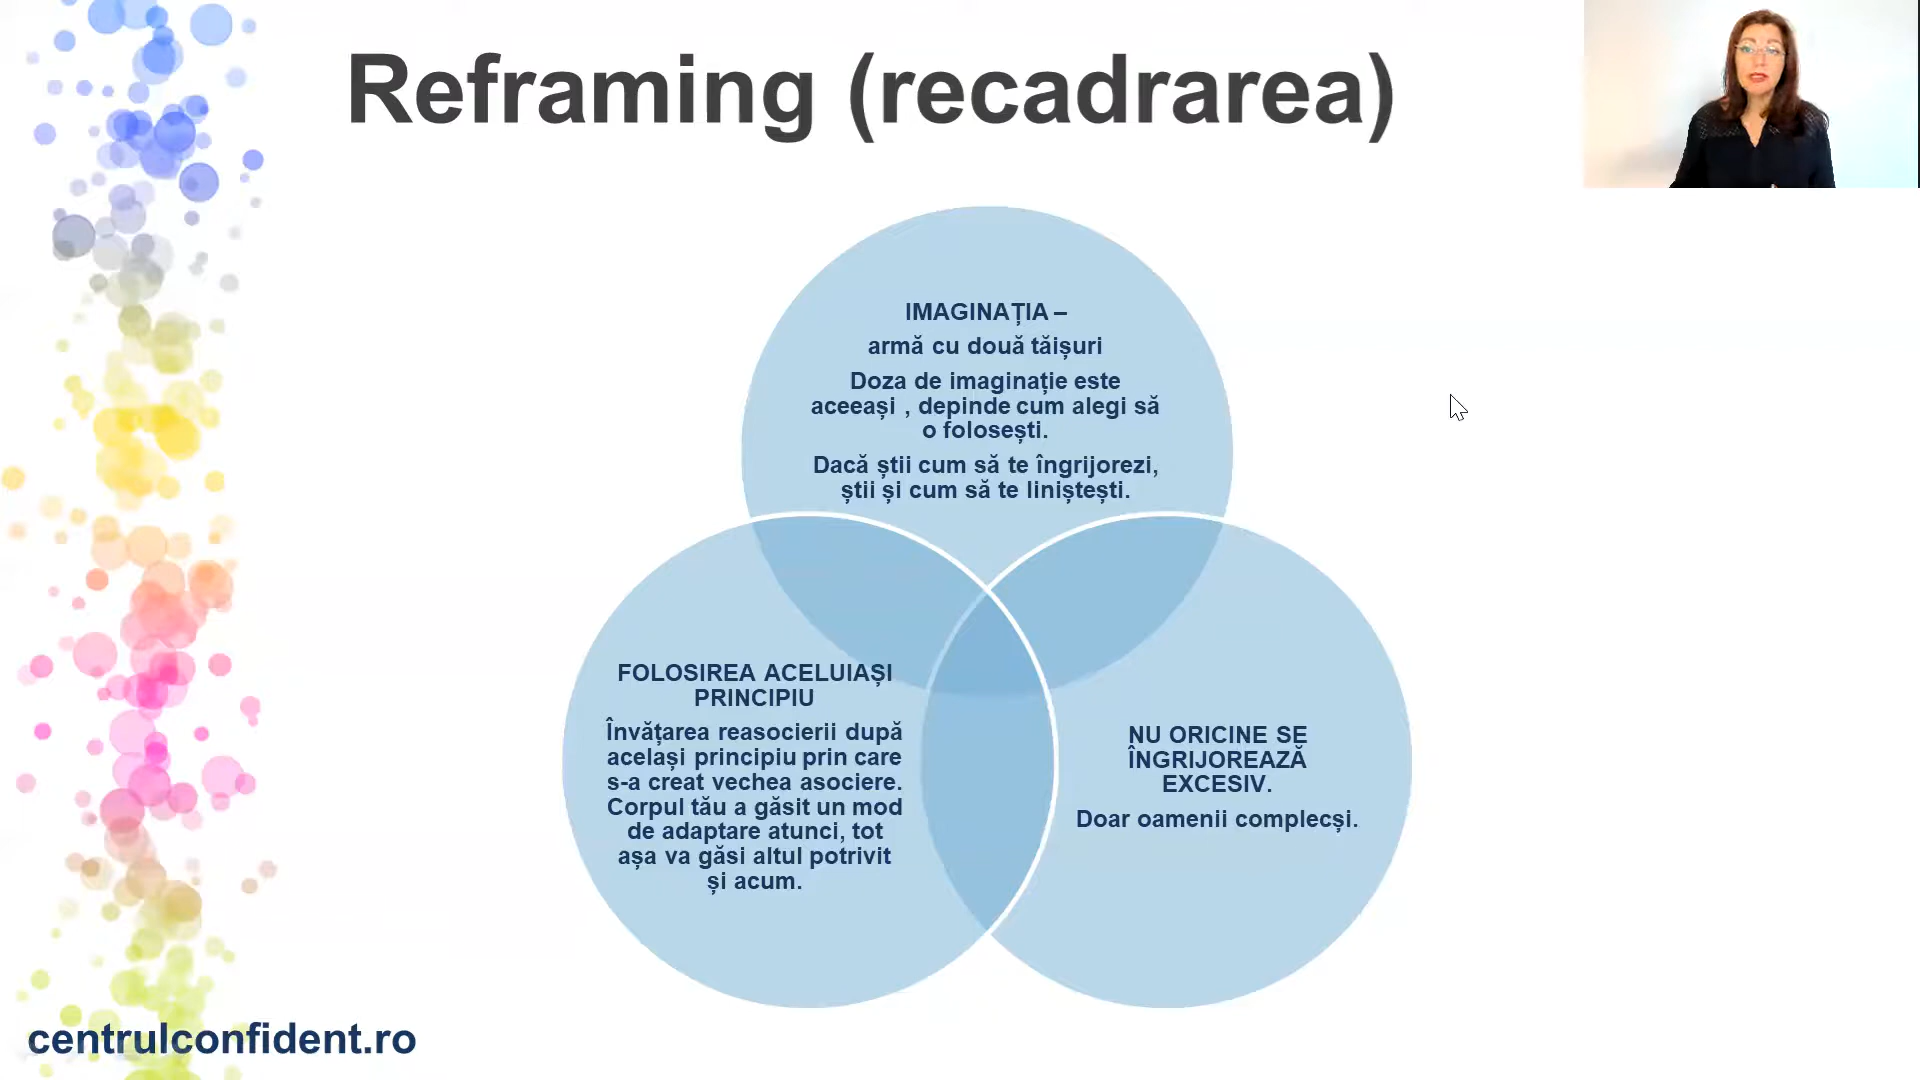 Reframing (recadrarea)
IMAGINAȚIA –
armă cu două tăișuri
Doza de imaginație este
aceeași , depinde cum alegi să
o folosești.
Dacă știi cum să te îngrijorezi,
știi și cum să te liniștești.
FOLOSIREA ACELUIAȘI
PRINCIPIU
Învățarea reasocierii după
același principiu prin care
s-a creat vechea asociere.
Corpul tău a găsit un mod
de adaptare atunci, tot
așa va găsi altul potrivit
și acum.
NU ORICINE SE
ÎNGRIJOREAZĂ
EXCESIV.
Doar oamenii complecși.
centrulconfident.ro